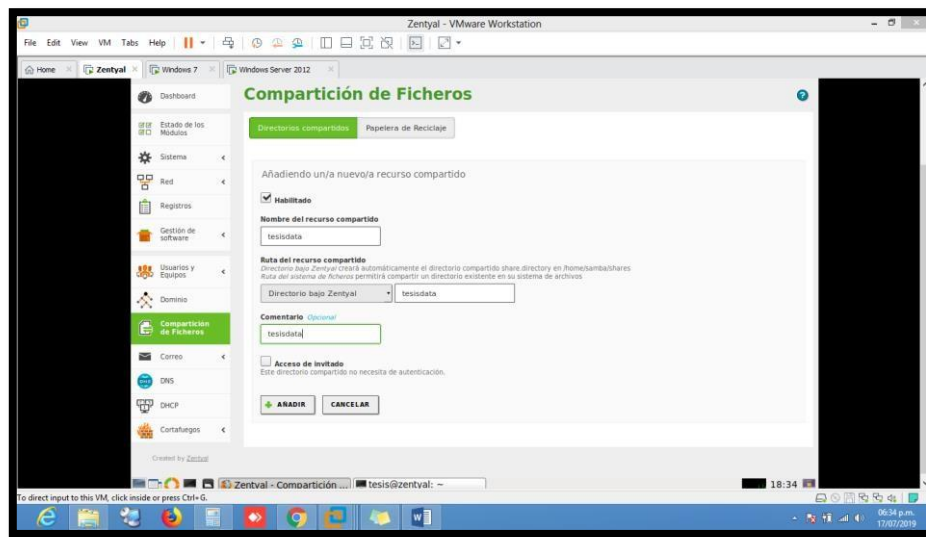 Zentyal - VMware Workstation
File Edit View VM Tabs Help
Home Zentyal Windows 7 Windows Server 2012
Dashboard
Estado de los Módulos
Sistema
Red
Registros
Gestión de software
Usuarios y Equipos
Dominio
Compartición de Ficheros
Correo
DNS
DHCP
Cortafuegos
Created by Zentyal
Compartición de Ficheros
Directorios compartidos Papelera de Reciclaje
Añadiendo un/a nuevo/a recurso compartido
Habilitado
Nombre del recurso compartido
tesisdata
Ruta del recurso compartido
Directorio bajo Zentyal creará automáticamente el directorio compartido share.directory en /home/samba/shares
Ruta del sistema de ficheros permitirá compartir un directorio existente en su sistema de archivos
Directorio bajo Zentyal tesisdata
Comentario Opcional
tesisdata
Acceso de invitado
Este directorio compartido no necesita de autenticación.
AÑADIR CANCELAR
Zentyal - Compartición ... tesis@zentyal: ~ 18:34
To direct input to this VM, click inside or press Ctrl+G.
06:34 p.m.
17/07/2019